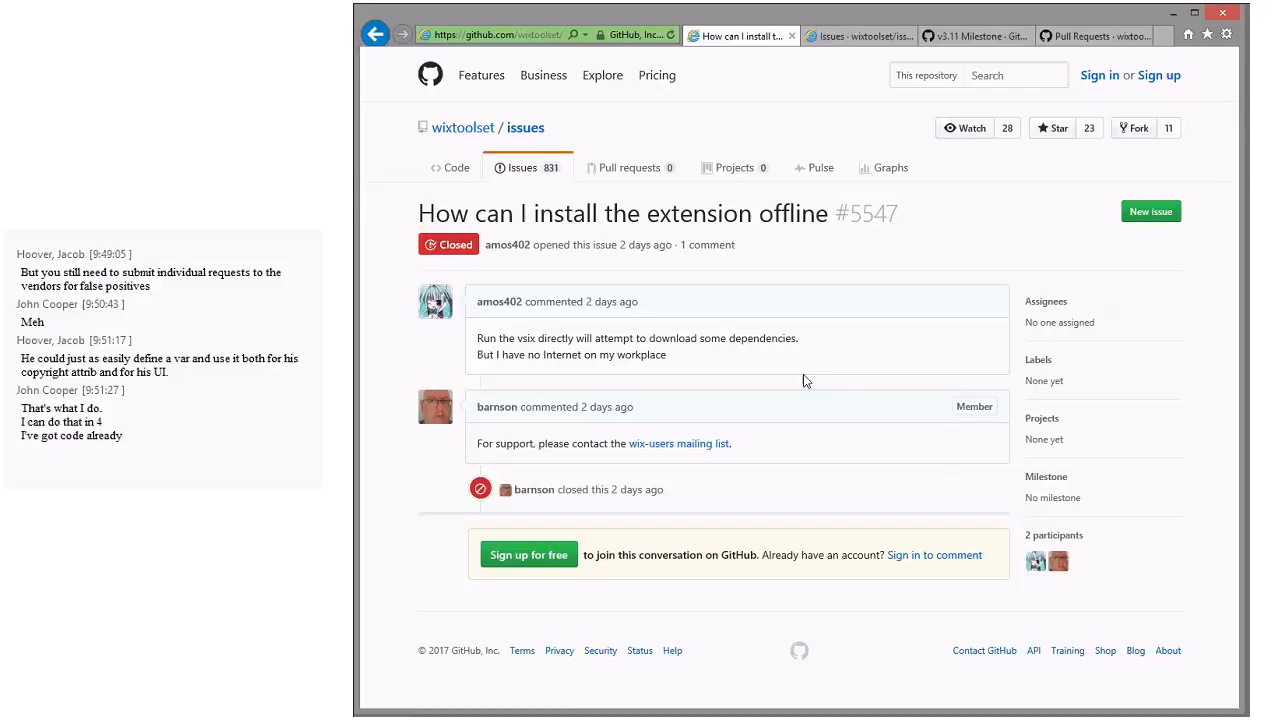 Hoover, Jacob [9:49:05 ]
But you still need to submit individual requests to the
vendors for false positives
John Cooper [9:50:43 ]
Meh
Hoover, Jacob [9:51:17 ]
He could just as easily define a var and use it both for his
copyright attrib and for his UI.
John Cooper [9:51:27 ]
That's what I do.
I can do that in 4
I've got code already
https://github.com/wixtoolset/ GitHub, Inc... How can I install t... Issues · wixtoolset/iss... v3.11 Milestone · Git... Pull Requests · wixtoo...
Features Business Explore Pricing This repository Search Sign in or Sign up
wixtoolset / issues Watch 28 Star 23 Fork 11
Code Issues 831 Pull requests 0 Projects 0 Pulse Graphs
How can I install the extension offline #5547 New issue
Closed amos402 opened this issue 2 days ago · 1 comment
amos402 commented 2 days ago
Run the vsix directly will attempt to download some dependencies.
But I have no Internet on my workplace
barnson commented 2 days ago Member
For support, please contact the wix-users mailing list.
barnson closed this 2 days ago
Sign up for free to join this conversation on GitHub. Already have an account? Sign in to comment
Assignees
No one assigned
Labels
None yet
Projects
None yet
Milestone
No milestone
2 participants
© 2017 GitHub, Inc. Terms Privacy Security Status Help Contact GitHub API Training Shop Blog About